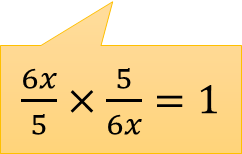 6x/5 × 5/6x = 1